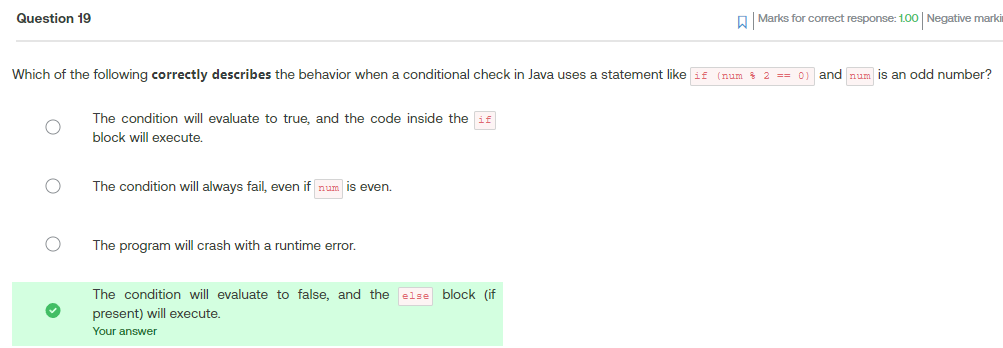 Question 19
Marks for correct response: 1.00 | Negative marki
Which of the following correctly describes the behavior when a conditional check in Java uses a statement like if (num % 2 == 0) and num is an odd number?
The condition will evaluate to true, and the code inside the if
block will execute.
The condition will always fail, even if num is even.
The program will crash with a runtime error.
The condition will evaluate to false, and the else block (if
present) will execute.
Your answer